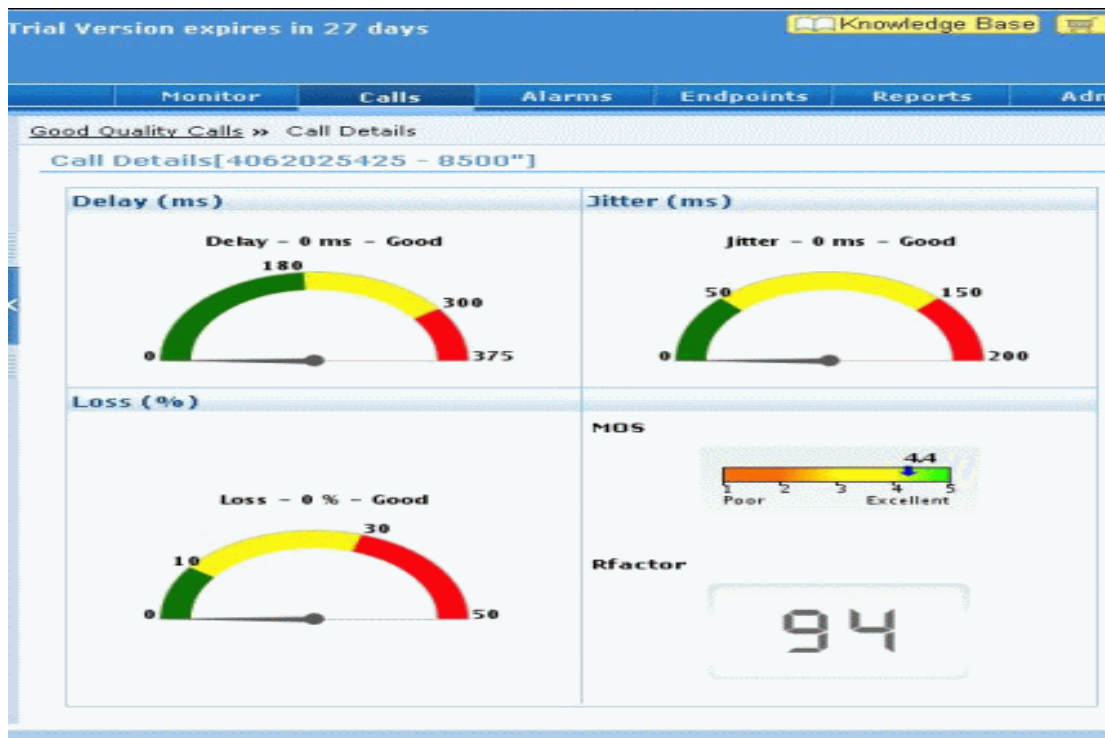 Trial Version expires in 27 days
Knowledge Base
Monitor Calls Alarms Endpoints Reports Adm
Good Quality Calls » Call Details
Call Details[4062025425 - 8500"]
Delay (ms)
Delay - 0 ms - Good
180
300
0
375
Jitter (ms)
Jitter - 0 ms - Good
50
150
0
200
Loss (%)
Loss - 0 % - Good
30
10
0
50
MOS
4.4
1 2 3 4 5
Poor Excellent
Rfactor
94